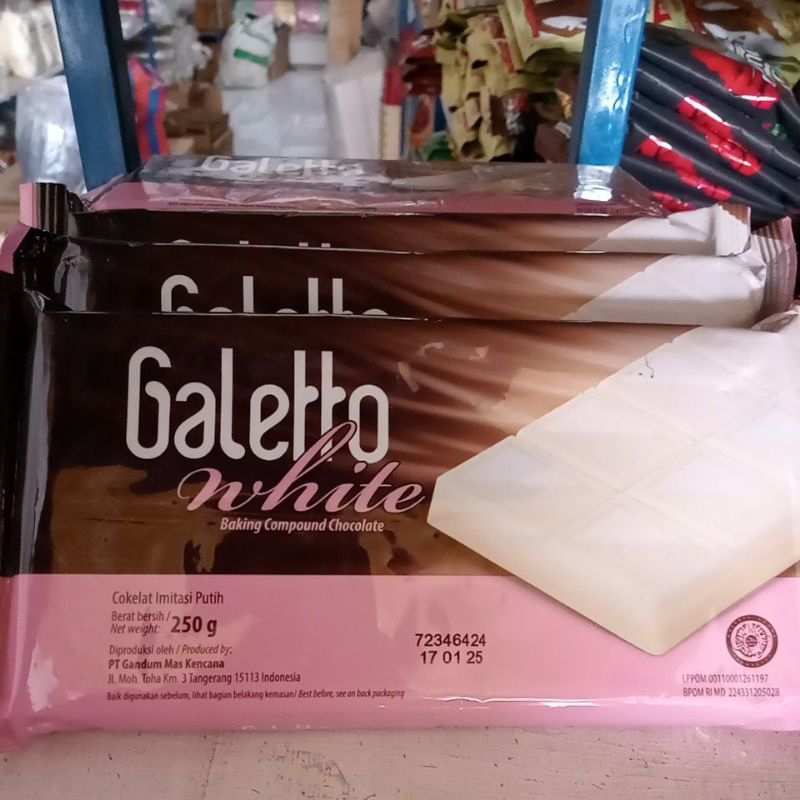 Galetto
Galetto
Galetto
white
Baking Compound Chocolate
Cokelat Imitasi Putih
Berat bersih /
Net weight: 250 g
Diproduksi oleh / Produced by:
PT Gandum Mas Kencana
Jl. Moh. Toha Km. 3 Tangerang 15113 Indonesia
Baik digunakan sebelum, lihat bagian belakang kemasan/ Best before, see on back packaging
72346424
17 01 25
LPPOM 00110001261197
BPOM RI MD 224331205028